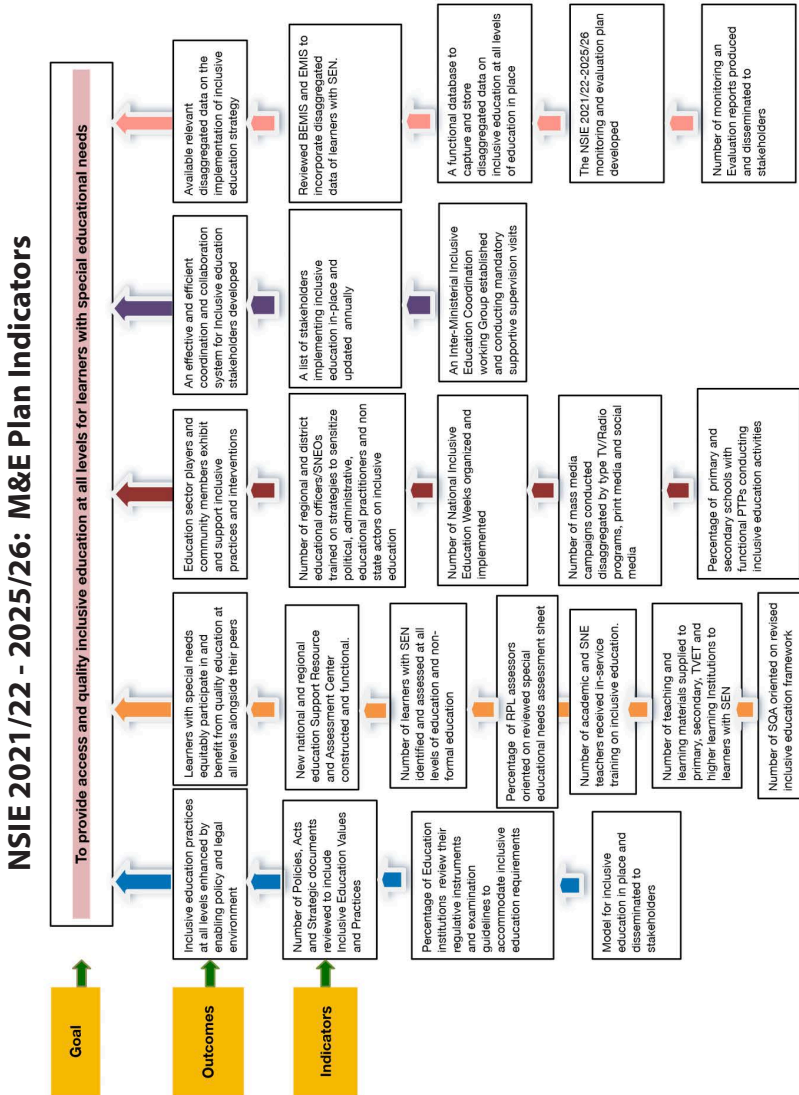 NSIE 2021/22 - 2025/26: M&E Plan Indicators
Goal
To provide access and quality inclusive education at all levels for learners with special educational needs
Outcomes
Inclusive education practices
at all levels enhanced by
enabling policy and legal
environment
Learners with special needs
equitably participate in and
benefit from quality education at
all levels alongside their peers
Education sector players and
community members exhibit
and support inclusive
practices and interventions
An effective and efficient
coordination and collaboration
system for Inclusive education
stakeholders developed
Available relevant
disaggregated data on the
implementation of inclusive
education strategy
Indicators
Number of Policies, Acts
and Strategic documents
reviewed to include
Inclusive Education Values
and Practices
Percentage of Education
institutions review their
regulative instruments
and examination
guidelines to
accommodate inclusive
education requirements
Model for inclusive
education in place and
disseminated to
stakeholders
New national and regional
education Support Resource
and Assessment Center
constructed and functional.
Number of learners with SEN
identified and assessed at all
levels of education and non-
formal education
Percentage of RPL assessors
oriented on reviewed special
educational needs assessment sheet
Number of academic and SNE
teachers received in-service
training on inclusive education.
Number of teaching and
learning materials supplied to
primary, secondary, TVET and
higher learning Institutions to
learners with SEN
Number of SQA oriented on revised
inclusive education framework
Number of regional and district
educational officers/SNEOs
trained on strategies to sensitize
political, administrative,
educational practitioners and non
state actors on inclusive
education
Number of National Inclusive
Education Weeks organized and
implemented
Number of mass media
campaigns conducted
disaggregated by type TV/Radio
programs, print media and social
media
Percentage of primary and
secondary schools with
functional PTPs conducting
inclusive education activities
A list of stakeholders
implementing inclusive
education in-place and
updated annually
An Inter-Ministerial Inclusive
Education Coordination
working Group established
and conducting mandatory
supportive supervision visits
Reviewed BEMIS and EMIS to
incorporate disaggregated
data of learners with SEN.
A functional database to
capture and store
disaggregated data on
inclusive education at all levels
of education in place
The NSIE 2021/22-2025/26
monitoring and evaluation plan
developed
Number of monitoring an
Evaluation reports produced
and disseminated to
stakeholders